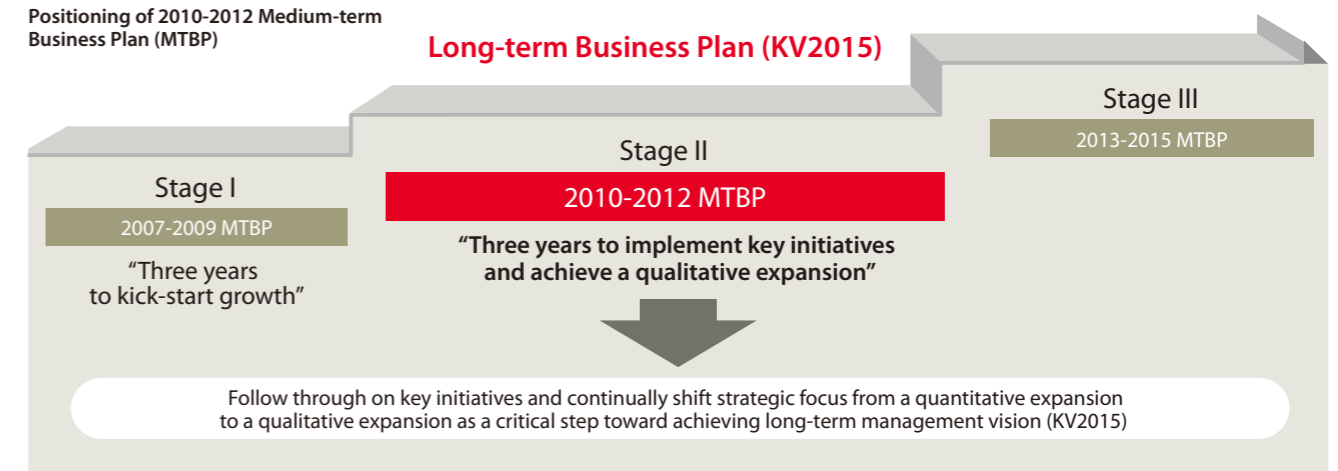 Positioning of 2010-2012 Medium-term
Business Plan (MTBP)
Long-term Business Plan (KV2015)
Stage I
2007-2009 MTBP
“Three years
to kick-start growth”
Stage II
2010-2012 MTBP
“Three years to implement key initiatives
and achieve a qualitative expansion”
Stage III
2013-2015 MTBP
Follow through on key initiatives and continually shift strategic focus from a quantitative expansion
to a qualitative expansion as a critical step toward achieving long-term management vision (KV2015)